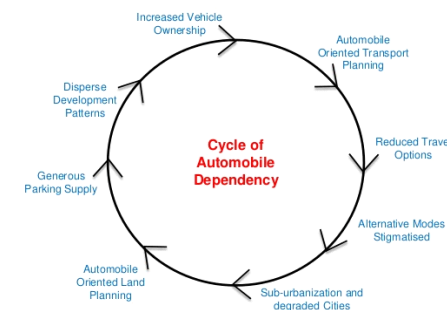 Increased Vehicle
Ownership
Automobile
Oriented Transport
Planning
Reduced Trave
Options
Alternative Modes
Stigmatised
Sub-urbanization and
degraded Cities
Automobile
Oriented Land
Planning
Generous
Parking Supply
Disperse
Development
Patterns
Cycle of
Automobile
Dependency